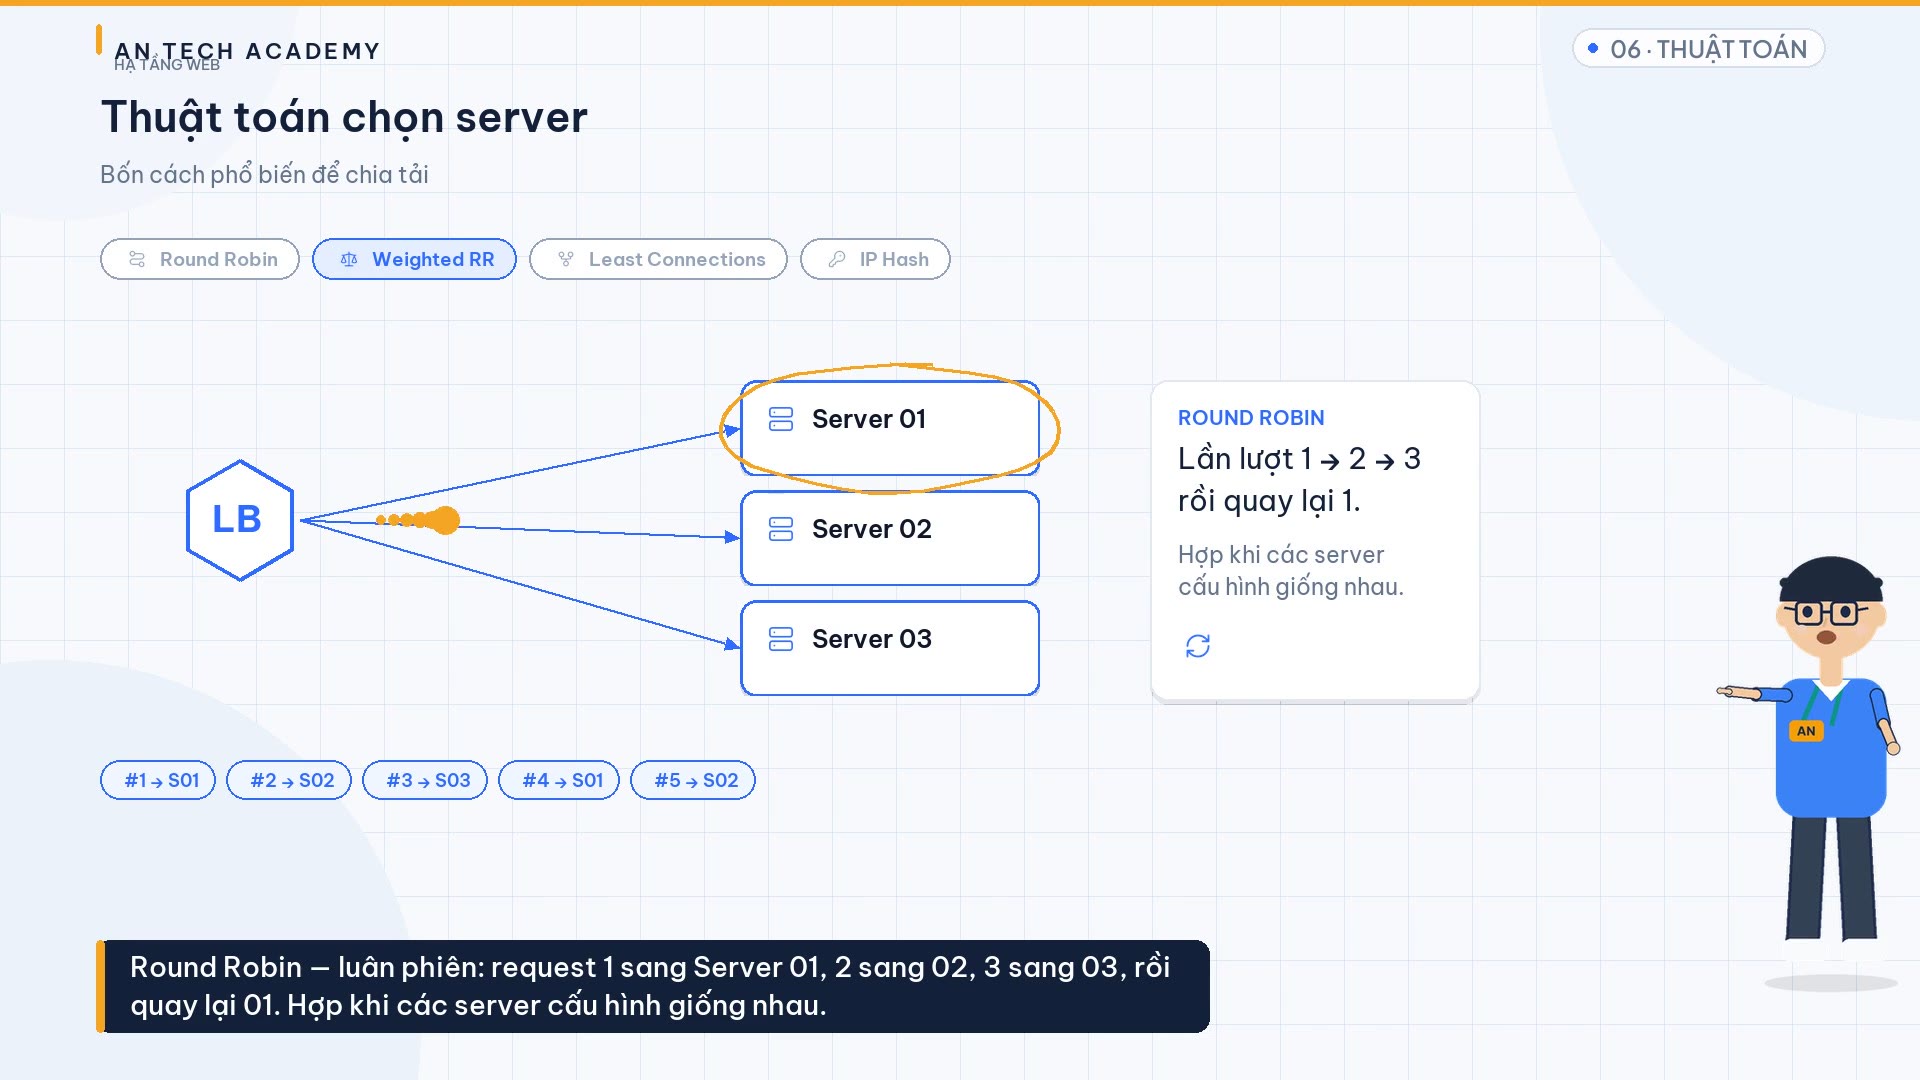 AN TECH ACADEMY
HẠ TẦNG WEB
06 · THUẬT TOÁN
Thuật toán chọn server
Bốn cách phổ biến để chia tải
Round Robin
Weighted RR
Least Connections
IP Hash
LB
Server 01
Server 02
Server 03
ROUND ROBIN
Lần lượt 1 → 2 → 3
rồi quay lại 1.
Hợp khi các server
cấu hình giống nhau.
AN
#1 → S01
#2 → S02
#3 → S03
#4 → S01
#5 → S02
Round Robin — luân phiên: request 1 sang Server 01, 2 sang 02, 3 sang 03, rồi
quay lại 01. Hợp khi các server cấu hình giống nhau.